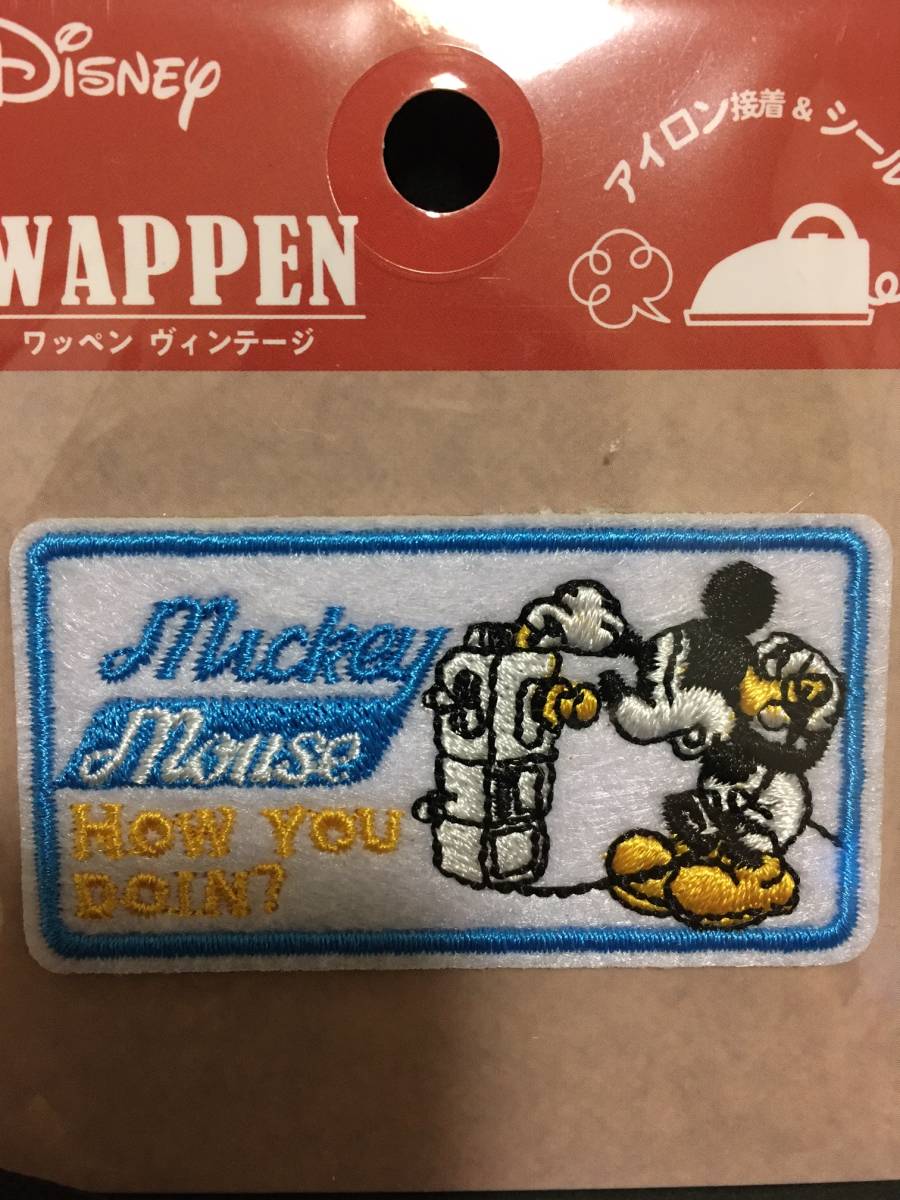 Disney
WAPPEN
ワッペン ヴィンテージ
アイロン接着 & シール
Mickey
Mouse
HOW YOU
DOIN?